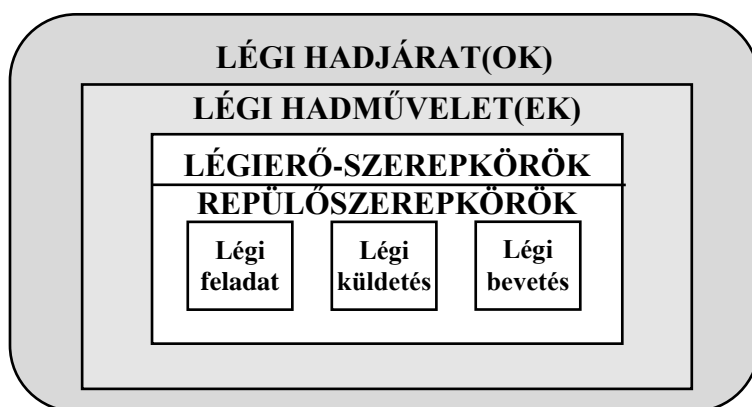 LÉGI HADJÁRAT(OK)
LÉGI HADMŰVELET(EK)
LÉGIERŐ-SZEREPKÖRÖK
REPÜLŐSZEREPKÖRÖK
Légi
feladat
Légi
küldetés
Légi
bevetés